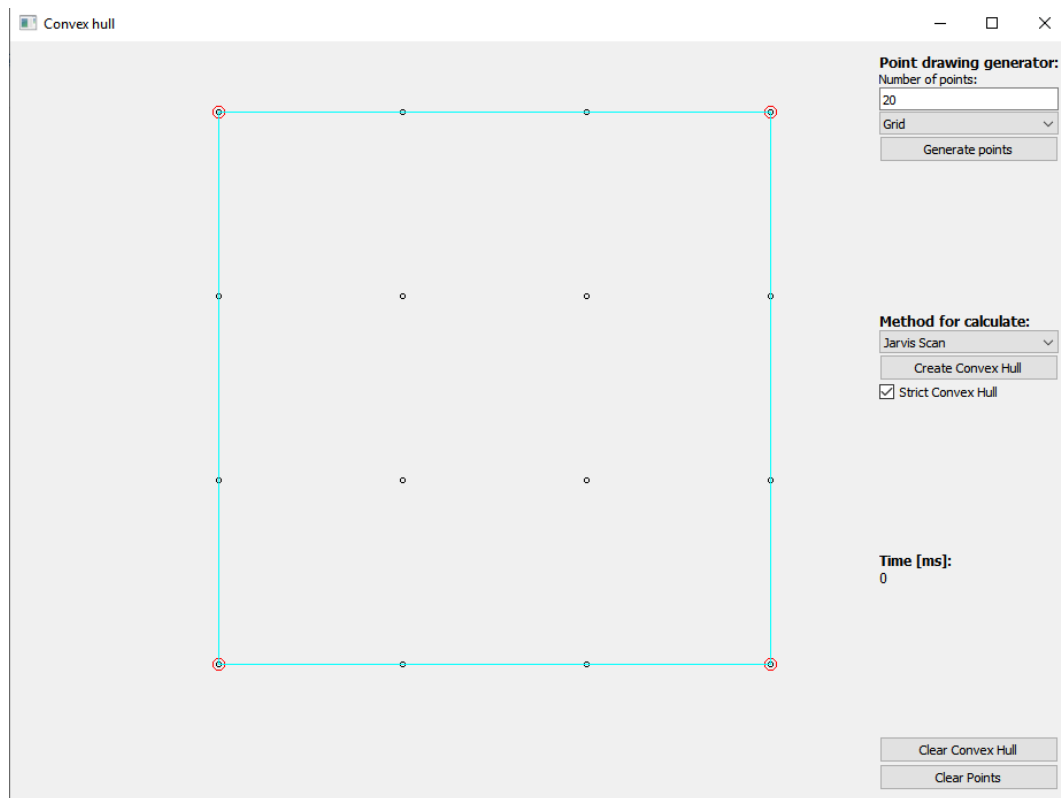 Convex hull
Point drawing generator:
Number of points:
20
Grid
Generate points
Method for calculate:
Jarvis Scan
Create Convex Hull
Strict Convex Hull
Time [ms]:
0
Clear Convex Hull
Clear Points